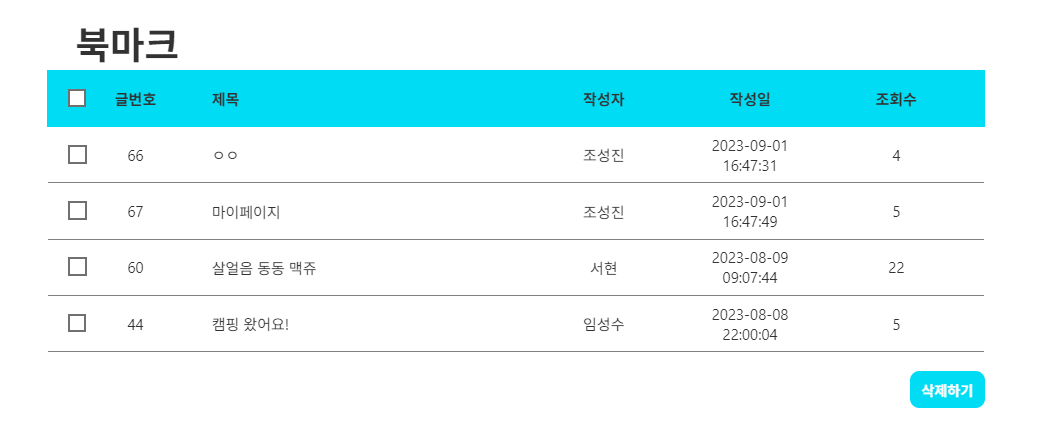 북마크
글번호 제목 작성자 작성일 조회수
66 ㅇㅇ 조성진 2023-09-01 16:47:31 4
67 마이페이지 조성진 2023-09-01 16:47:49 5
60 살얼음 동동 맥쥬 서현 2023-08-09 09:07:44 22
44 캠핑 왔어요! 임성수 2023-08-08 22:00:04 5
삭제하기